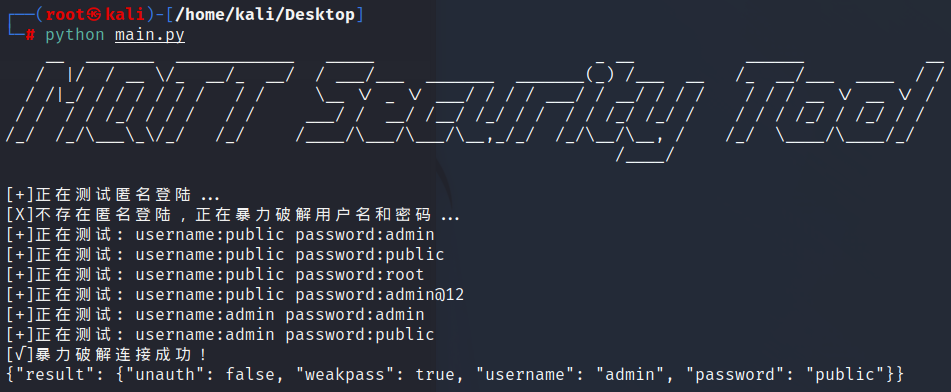 (root㉿kali)-[/home/kali/Desktop]
# python main.py
MQTT Security Tool
[+]正在测试匿名登陆 ...
[X]不存在匿名登陆，正在暴力破解用户名和密码 ...
[+]正在测试: username:public password:admin
[+]正在测试: username:public password:public
[+]正在测试: username:public password:root
[+]正在测试: username:public password:admin@12
[+]正在测试: username:admin password:admin
[+]正在测试: username:admin password:public
[√]暴力破解连接成功！
{"result": {"unauth": false, "weakpass": true, "username": "admin", "password": "public"}}